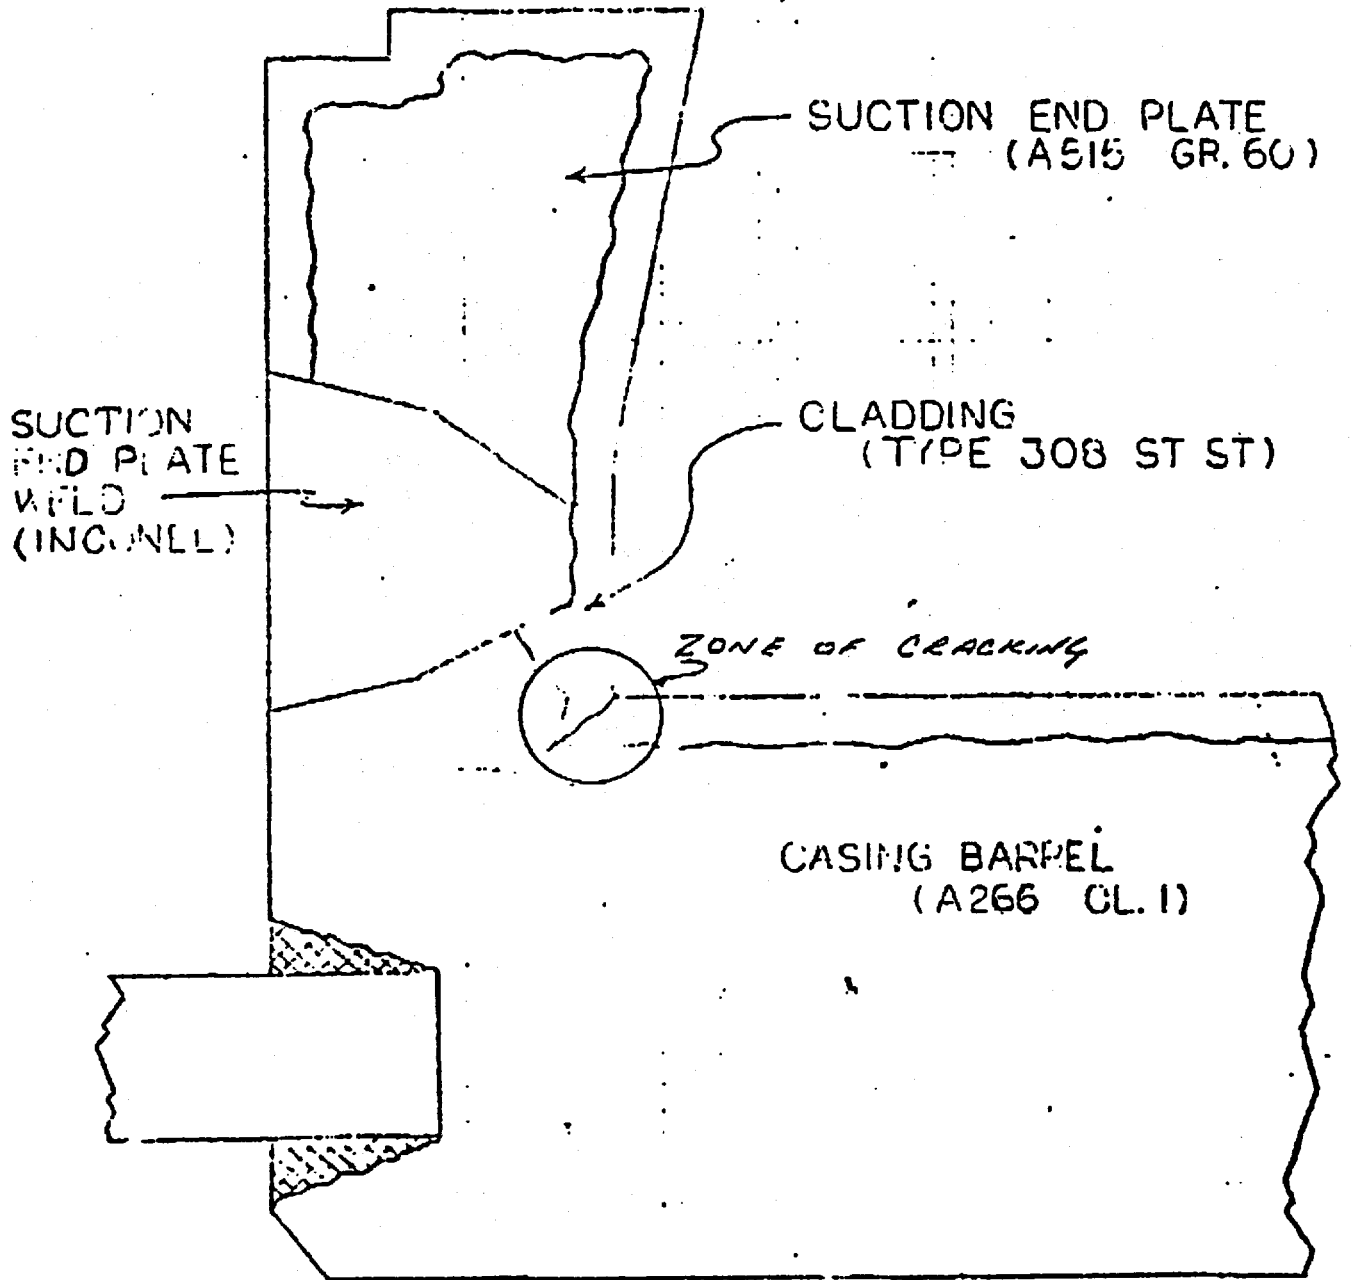 SUCTION END PLATE
(A515 GR. 60)
SUCTION
END PLATE
WELD
(INCONEL)
CLADDING
(TYPE 308 ST ST)
ZONE OF CRACKING
CASING BARREL
(A266 CL. 1)